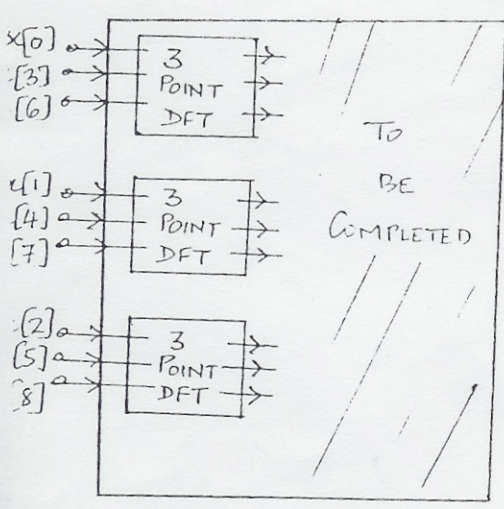 x[0]
[3]
[6]
3
POINT
DFT
x[1]
[4]
[7]
3
POINT
DFT
[2]
[5]
[8]
3
POINT
DFT
TO
BE
COMPLETED